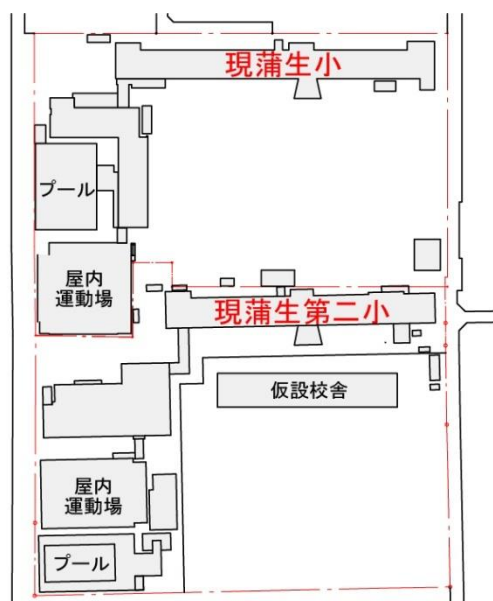 現蒲生小
プール
屋内
運動場
現蒲生第二小
仮設校舎
屋内
運動場
プール